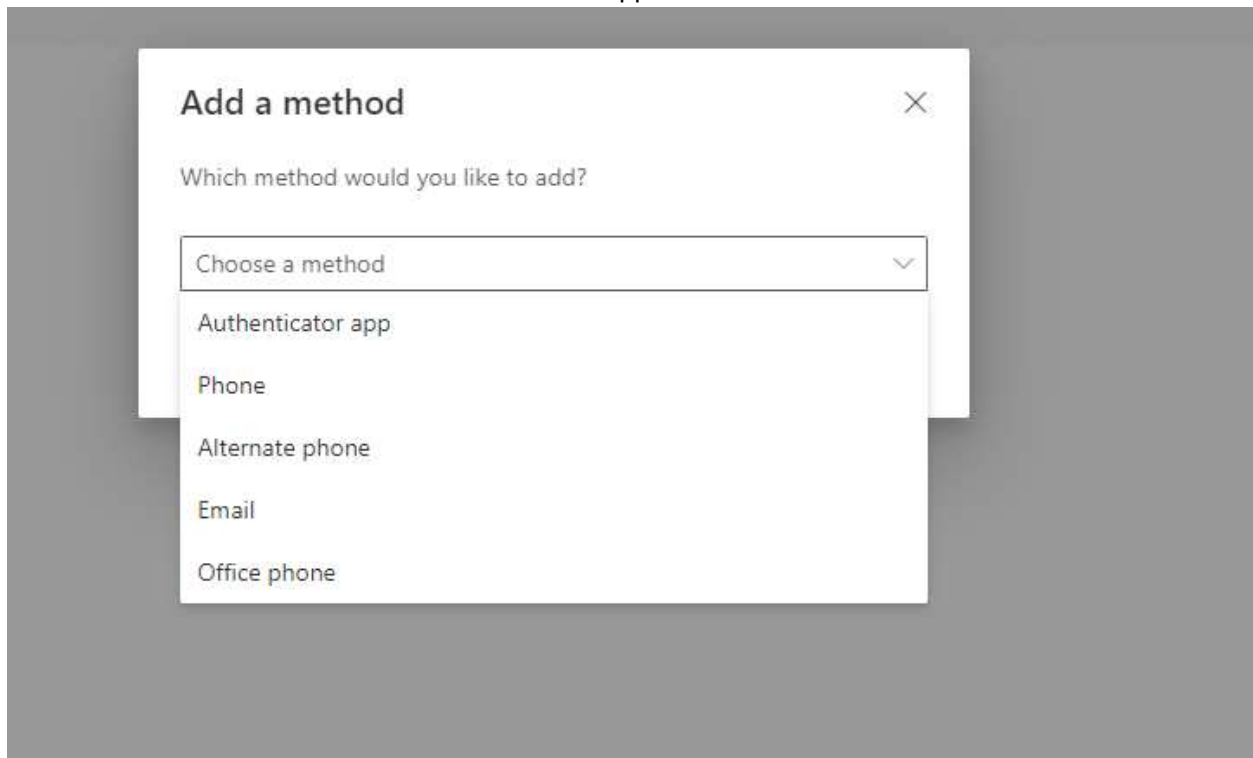 Add a method
Which method would you like to add?
Choose a method
Authenticator app
Phone
Alternate phone
Email
Office phone